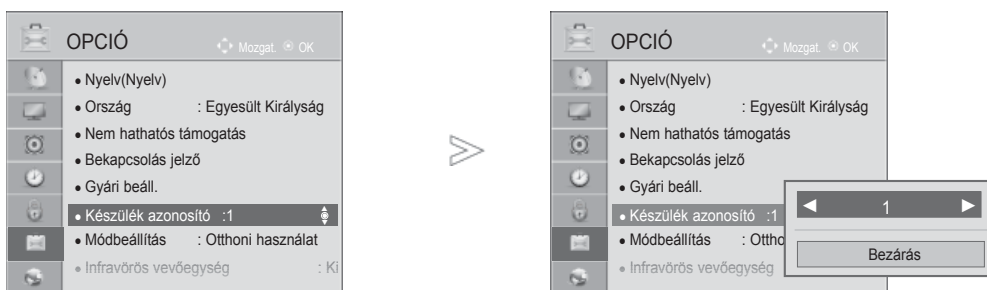 OPCIÓ
Mozgat. OK
• Nyelv(Nyelv)
• Ország : Egyesült Királyság
• Nem hathatós támogatás
• Bekapcsolás jelző
• Gyári beáll.
• Készülék azonosító :1
• Módbeállítás : Otthoni használat
• Infravörös vevőegység : Ki
OPCIÓ
Mozgat. OK
• Nyelv(Nyelv)
• Ország : Egyesült Királyság
• Nem hathatós támogatás
• Bekapcsolás jelző
• Gyári beáll.
• Készülék azonosító :1
• Módbeállítás : Ottho
• Infravörös vevőegység
◄ 1 ►
Bezárás